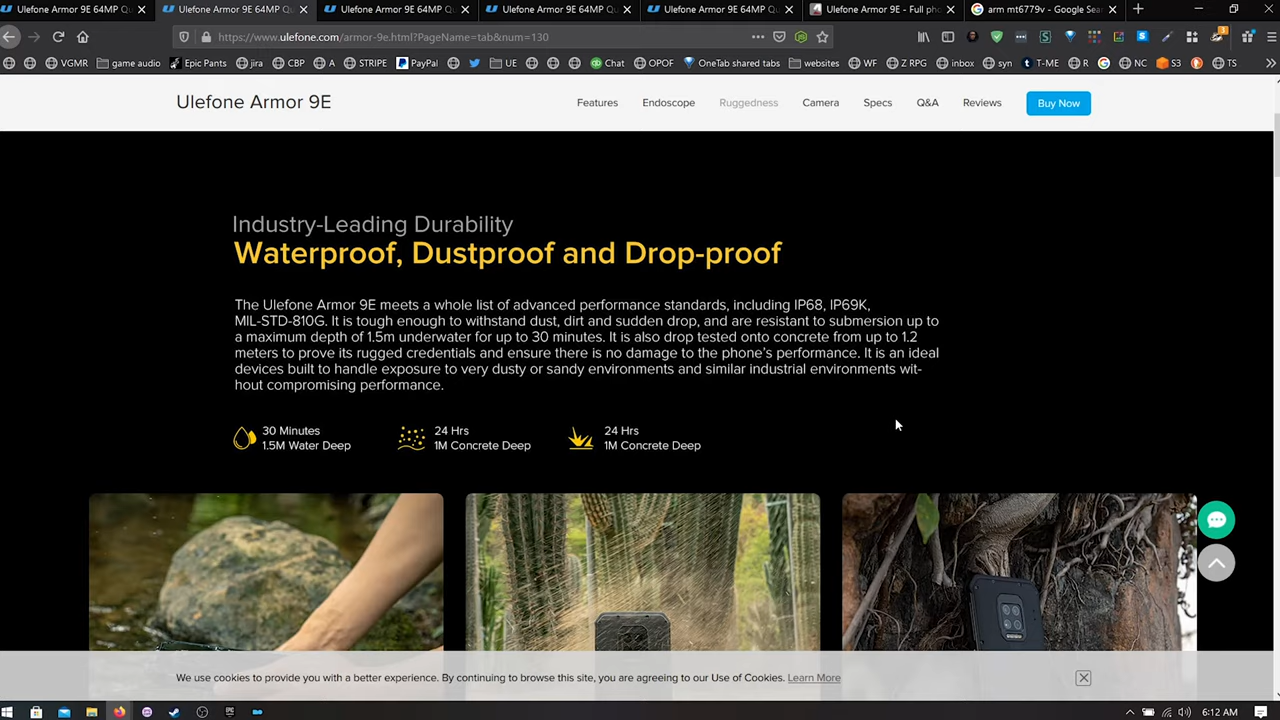 Ulefone Armor 9E 64MP Qu
Ulefone Armor 9E 64MP Qu
Ulefone Armor 9E 64MP Qu
Ulefone Armor 9E 64MP Qu
Ulefone Armor 9E 64MP Qu
Ulefone Armor 9E - Full pho
arm mt6779v - Google Sear
https://www.ulefone.com/armor-9e.html?PageName=tab&num=130
VGMR
game audio
Epic Pants
jira
CBP
A
STRIPE
PayPal
UE
Chat
OPOF
OneTab shared tabs
websites
WF
Z RPG
inbox
syn
T-ME
R
NC
S3
TS
Ulefone Armor 9E
Features
Endoscope
Ruggedness
Camera
Specs
Q&A
Reviews
Buy Now
Industry-Leading Durability
Waterproof, Dustproof and Drop-proof
The Ulefone Armor 9E meets a whole list of advanced performance standards, including IP68, IP69K,
MIL-STD-810G. It is tough enough to withstand dust, dirt and sudden drop, and are resistant to submersion up to
a maximum depth of 1.5m underwater for up to 30 minutes. It is also drop tested onto concrete from up to 1.2
meters to prove its rugged credentials and ensure there is no damage to the phone's performance. It is an ideal
devices built to handle exposure to very dusty or sandy environments and similar industrial environments wit-
hout compromising performance.
30 Minutes
1.5M Water Deep
24 Hrs
1M Concrete Deep
24 Hrs
1M Concrete Deep
We use cookies to provide you with a better experience. By continuing to browse this site, you are agreeing to our Use of Cookies. Learn More
6:12 AM